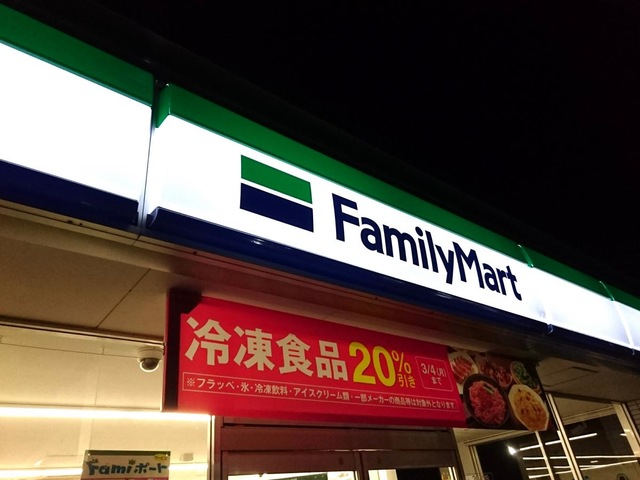 FamilyMart
冷凍食品20%引き
3/4(月)まで
※フラッペ・氷・冷凍飲料・アイスクリーム類・一部メーカーの商品等は対象外となります
Famiポート